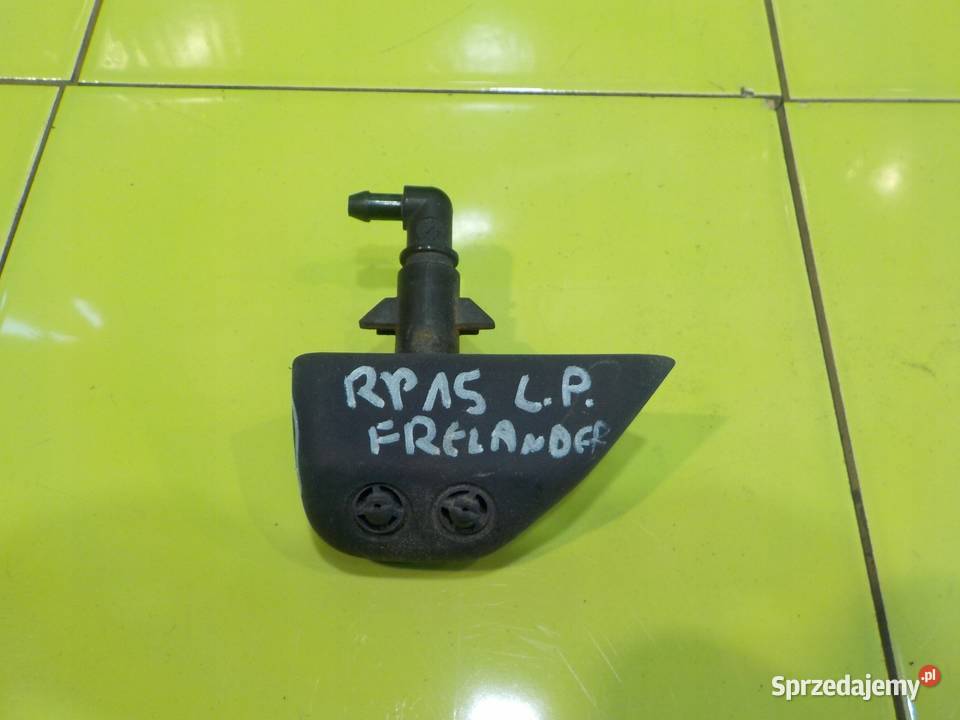 RP15 L.P.
FRELANDER
Sprzedajemy.pl